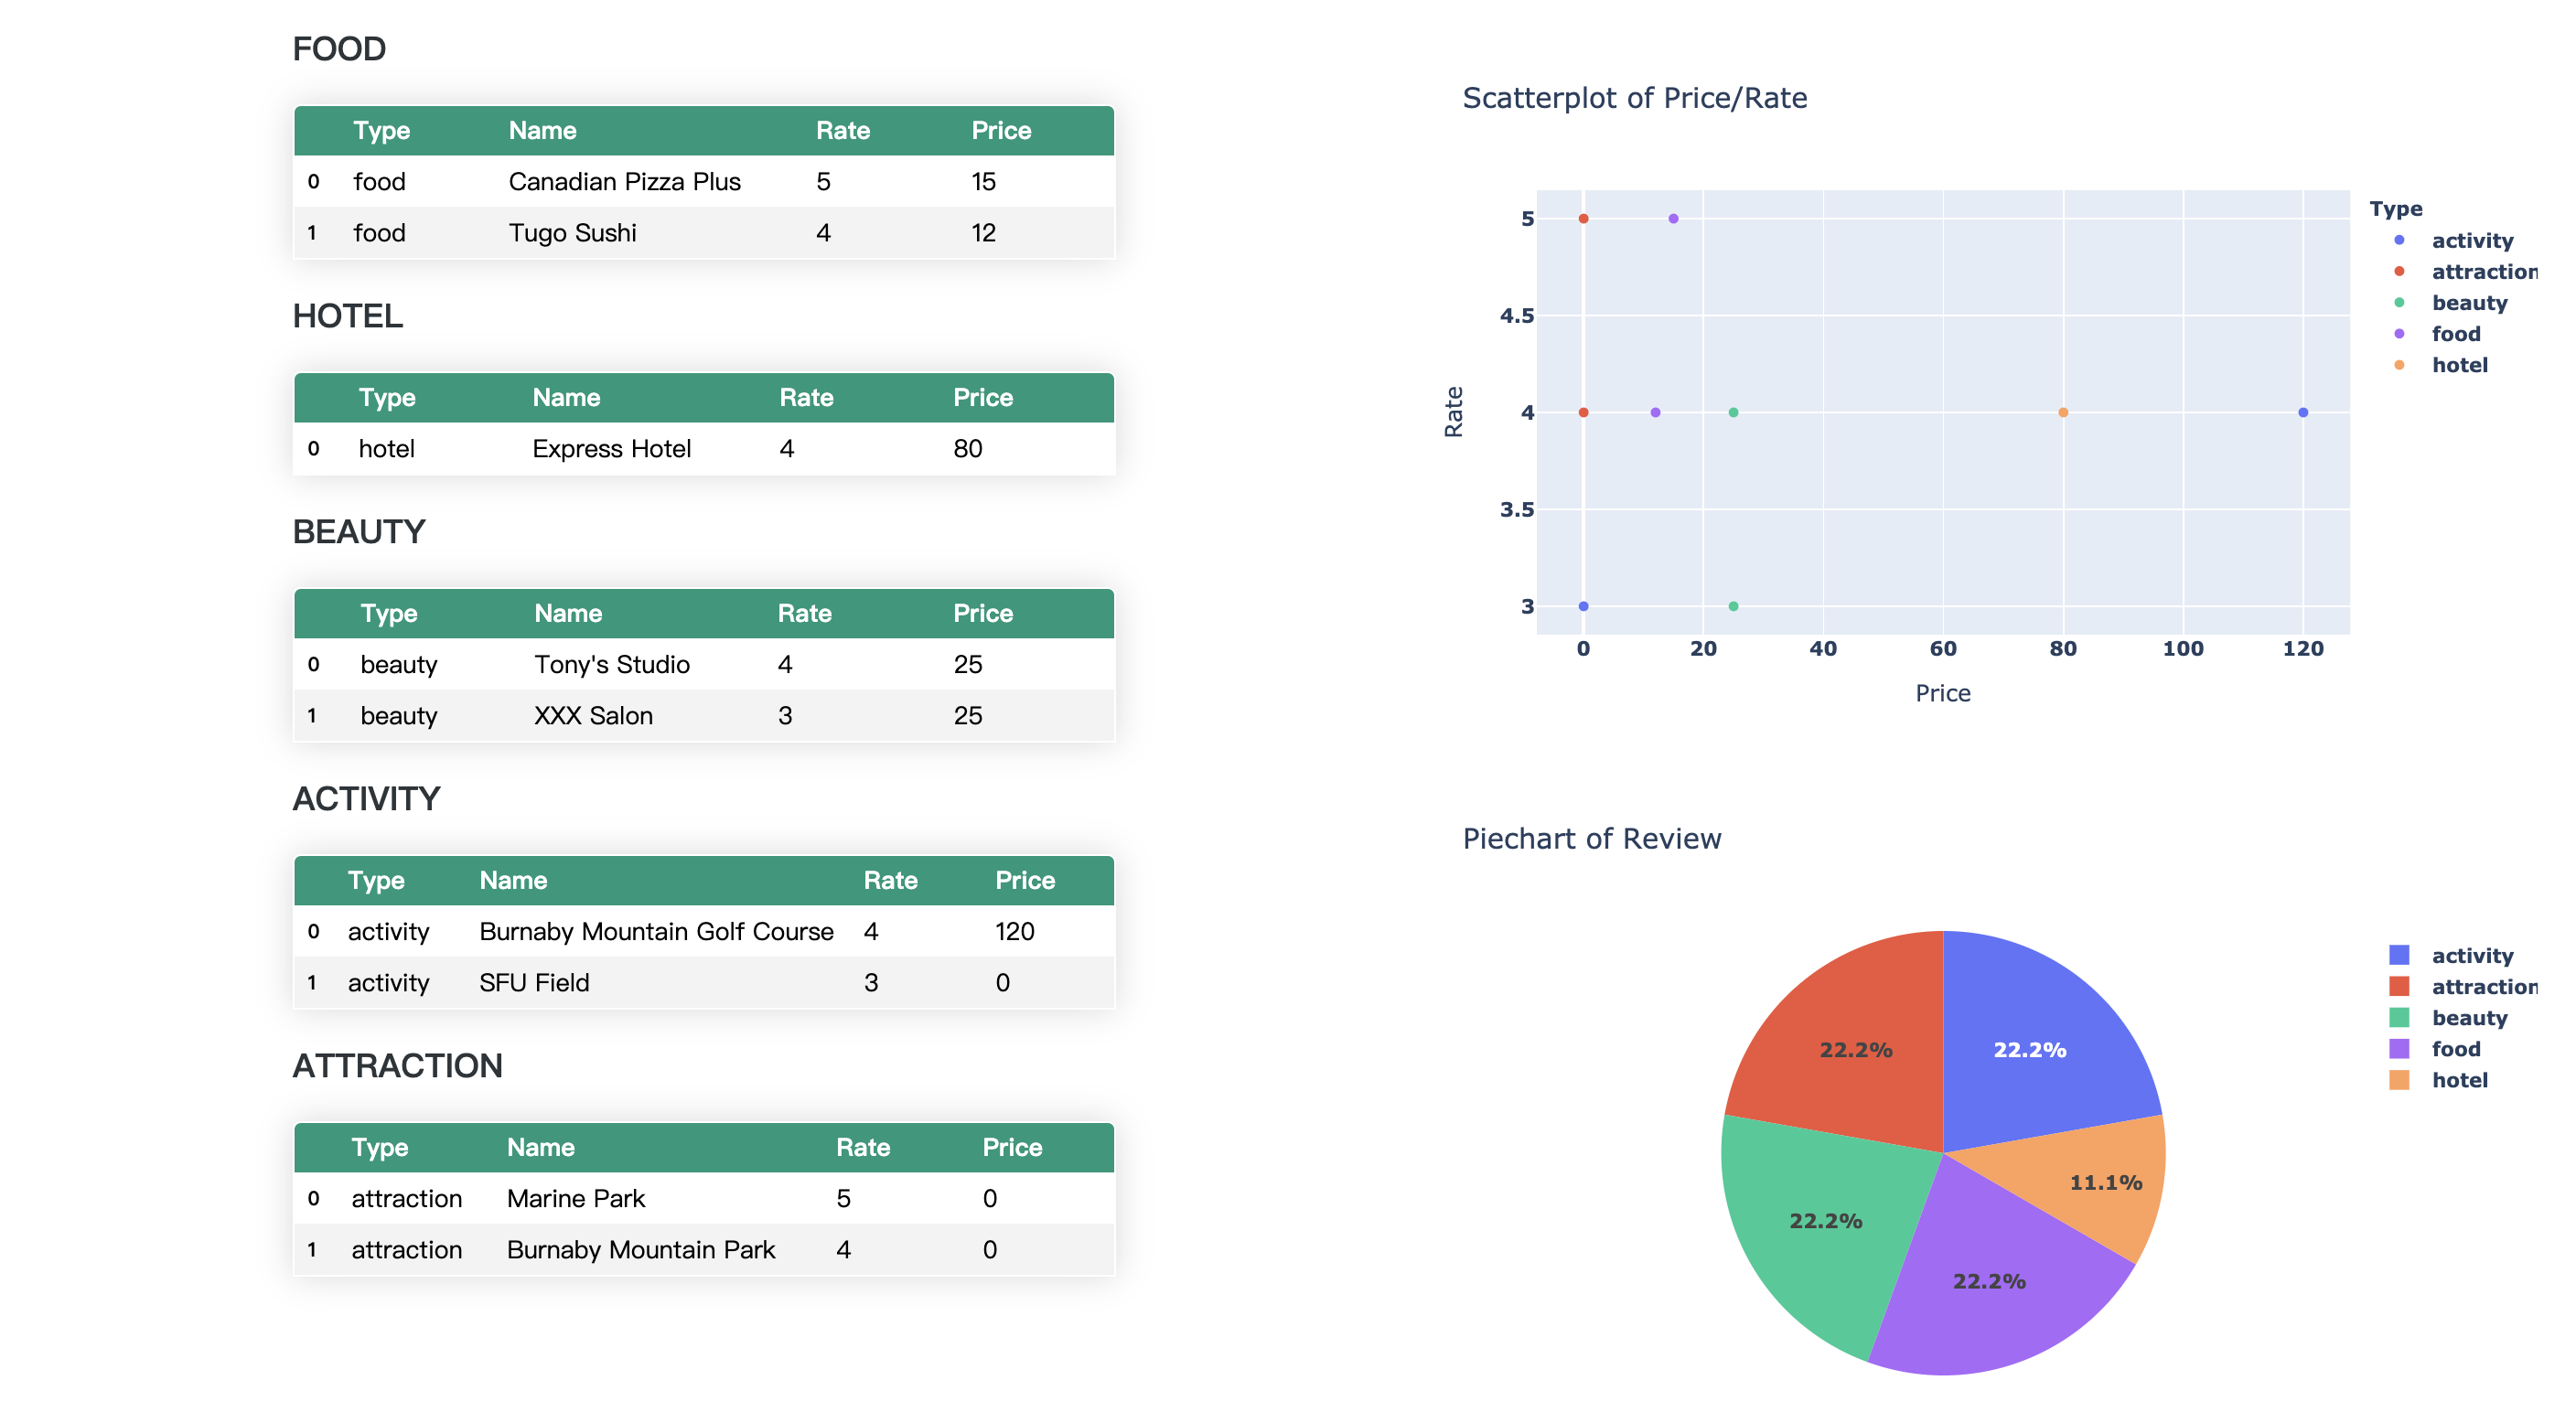 FOOD
Type Name Rate Price
0 food Canadian Pizza Plus 5 15
1 food Tugo Sushi 4 12
HOTEL
Type Name Rate Price
0 hotel Express Hotel 4 80
BEAUTY
Type Name Rate Price
0 beauty Tony's Studio 4 25
1 beauty XXX Salon 3 25
ACTIVITY
Type Name Rate Price
0 activity Burnaby Mountain Golf Course 4 120
1 activity SFU Field 3 0
ATTRACTION
Type Name Rate Price
0 attraction Marine Park 5 0
1 attraction Burnaby Mountain Park 4 0
Scatterplot of Price/Rate
5
4.5
4
3.5
3
Rate
0 20 40 60 80 100 120
Price
Type
activity
attraction
beauty
food
hotel
Piechart of Review
22.2%
22.2%
11.1%
22.2%
22.2%
activity
attraction
beauty
food
hotel